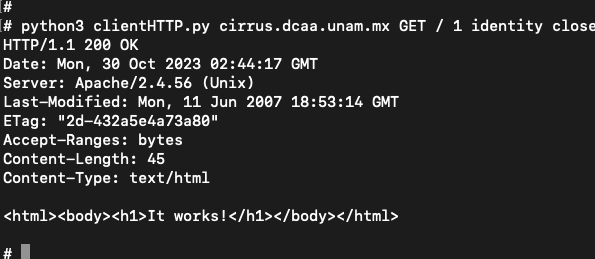 #
# python3 clientHTTP.py cirrus.dcaa.unam.mx GET / 1 identity close
HTTP/1.1 200 OK
Date: Mon, 30 Oct 2023 02:44:17 GMT
Server: Apache/2.4.56 (Unix)
Last-Modified: Mon, 11 Jun 2007 18:53:14 GMT
ETag: "2d-432a5e4a73a80"
Accept-Ranges: bytes
Content-Length: 45
Content-Type: text/html

<html><body><h1>It works!</h1></body></html>

#